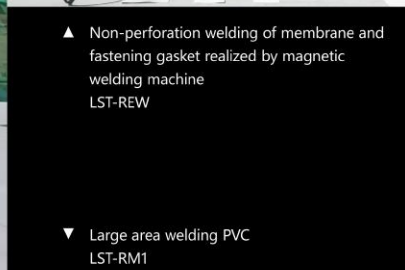 ▲ Non-perforation welding of membrane and
fastening gasket realized by magnetic
welding machine
LST-REW
▼ Large area welding PVC
LST-RM1